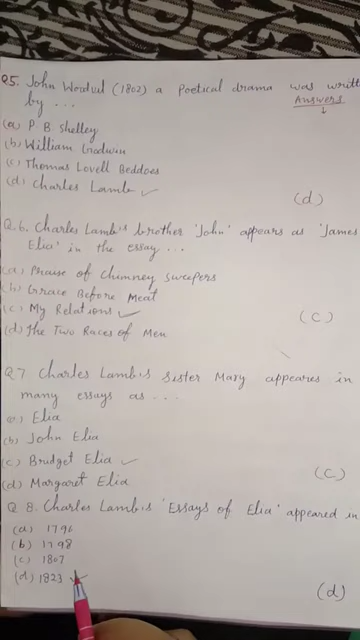 Q5. John Woodvil (1802) a Poetical drama was writt
by ...
Answers
(a) P. B. Shelley
(b) William Godwin
(c) Thomas Lovell Beddoes
(d) Charles Lamb ✓
(d)
Q.6. Charles Lamb's brother 'John' appears as 'James
Elia' in the essay ...
(a) Praise of Chimney Sweepers
(b) Grace Before Meat
(c) My Relations ✓
(c)
(d) The Two Races of Men
Q7 Charles Lamb's Sister Mary appeares in
many essays as ...
(a) Elia
(b) John Elia
(c) Bridget Elia ✓
(c)
(d) Margaret Elia
Q 8. Charles Lamb's 'Essays of Elia' appeared in
(a) 1796
(b) 1798
(c) 1807
(d) 1823 ✓
(d)